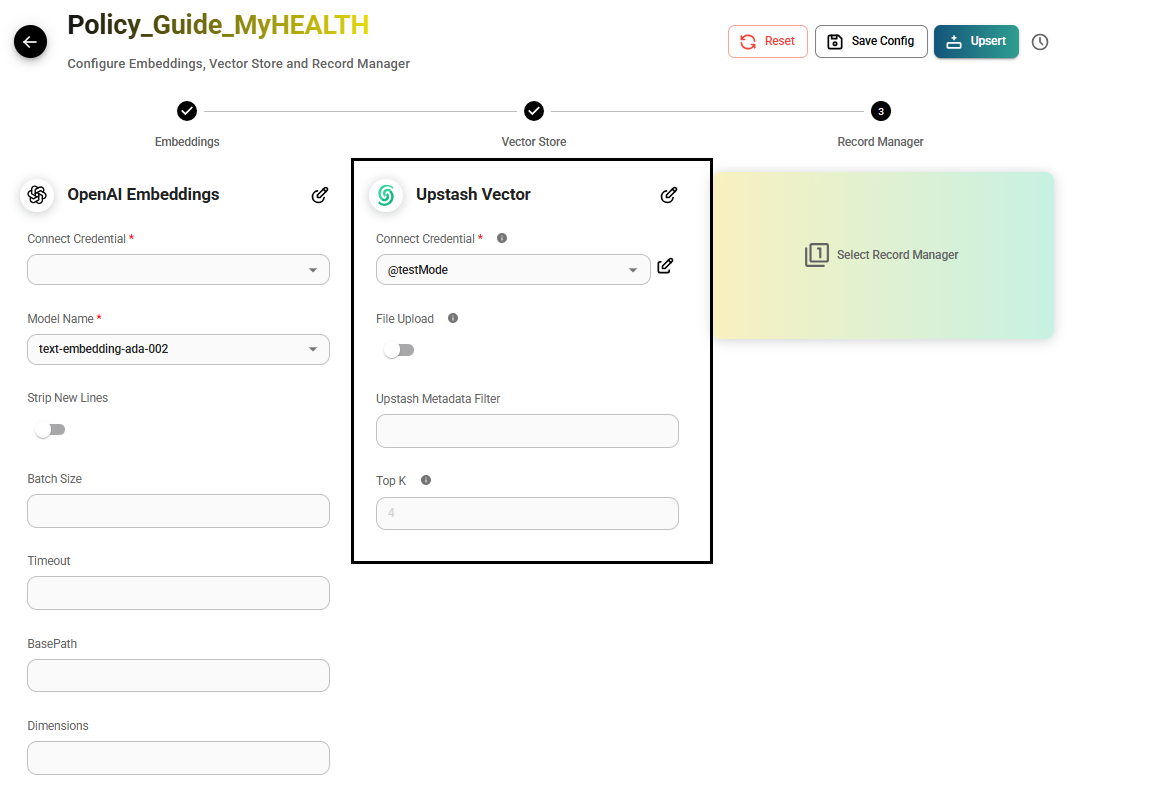 Policy_Guide_MyHEALTH
Configure Embeddings, Vector Store and Record Manager
Reset
Save Config
Upsert
3
Embeddings
Vector Store
Record Manager
OpenAI Embeddings
Connect Credential *
Model Name *
text-embedding-ada-002
Strip New Lines
Batch Size
Timeout
BasePath
Dimensions
Upstash Vector
Connect Credential *
@testMode
File Upload
Upstash Metadata Filter
Top K
4
1
Select Record Manager